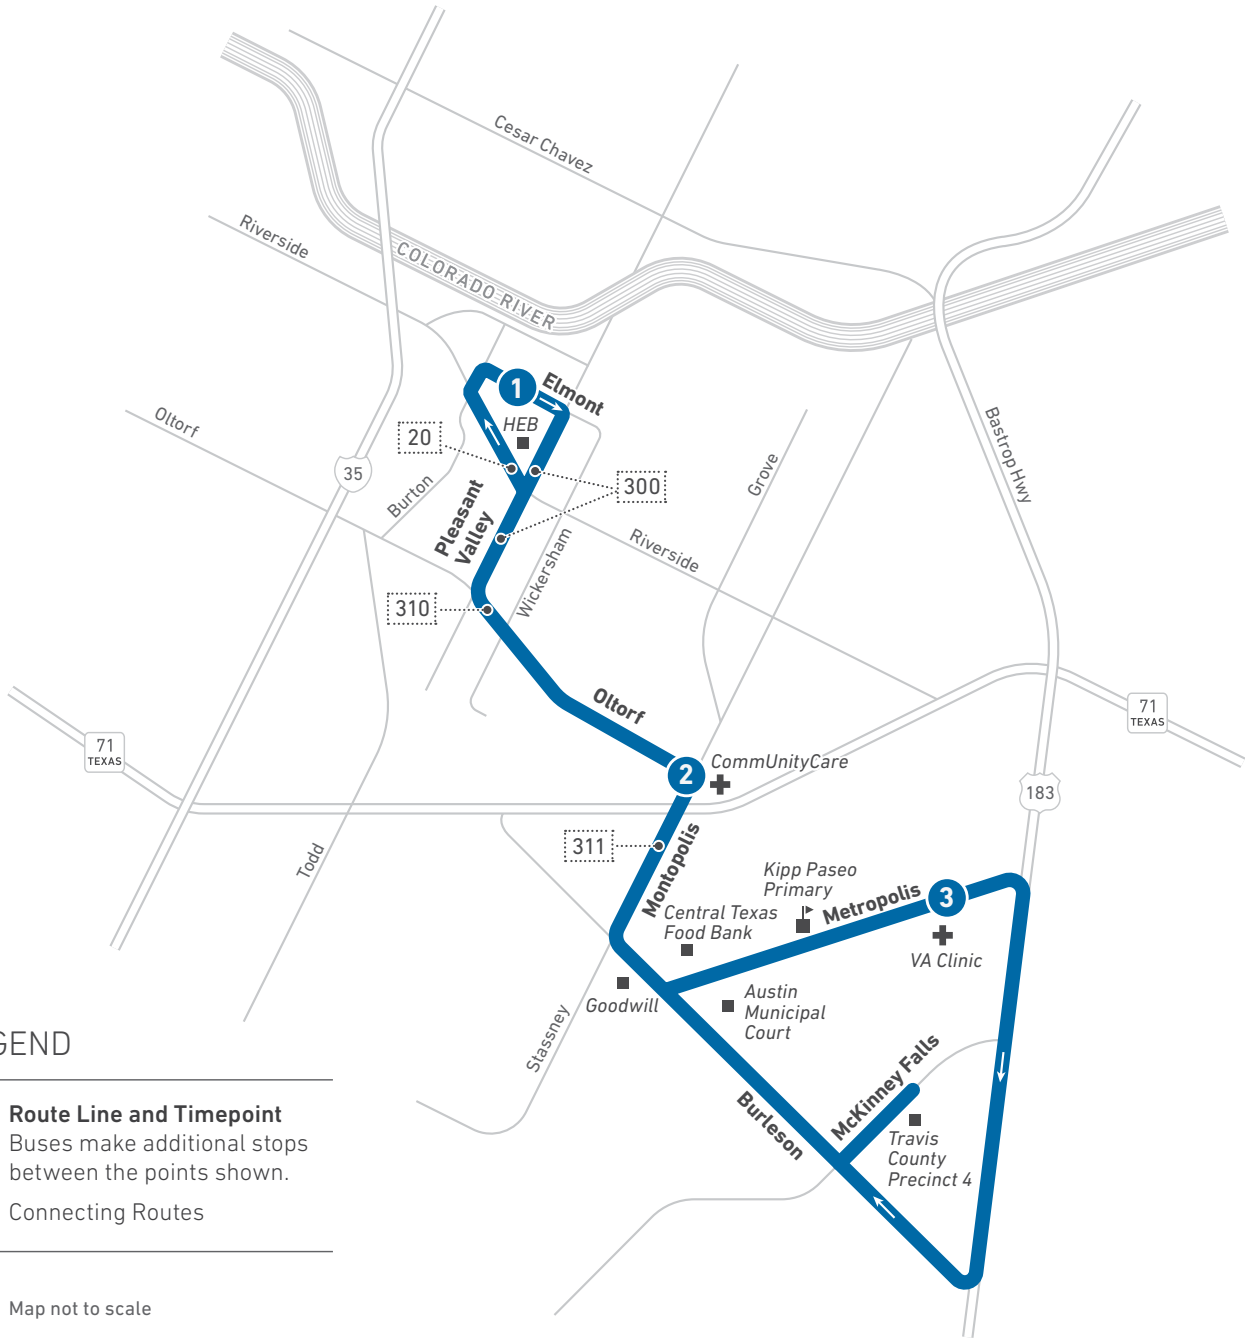 Cesar Chavez
Riverside
COLORADO RIVER
1
Elmont
HEB
Oltorf
20
35
Burton
Pleasant
Valley
300
Grove
Bastrop Hwy
Riverside
Wickersham
310
Oltorf
71
TEXAS
71
TEXAS
2
CommUnityCare
183
311
Todd
Montopolis
Kipp Paseo
Primary
Metropolis
3
Central Texas
Food Bank
VA Clinic
Goodwill
Austin
Municipal
Court
Stassney
McKinney Falls
Burleson
Travis
County
Precinct 4
GEND
Route Line and Timepoint
Buses make additional stops
between the points shown.
Connecting Routes
Map not to scale